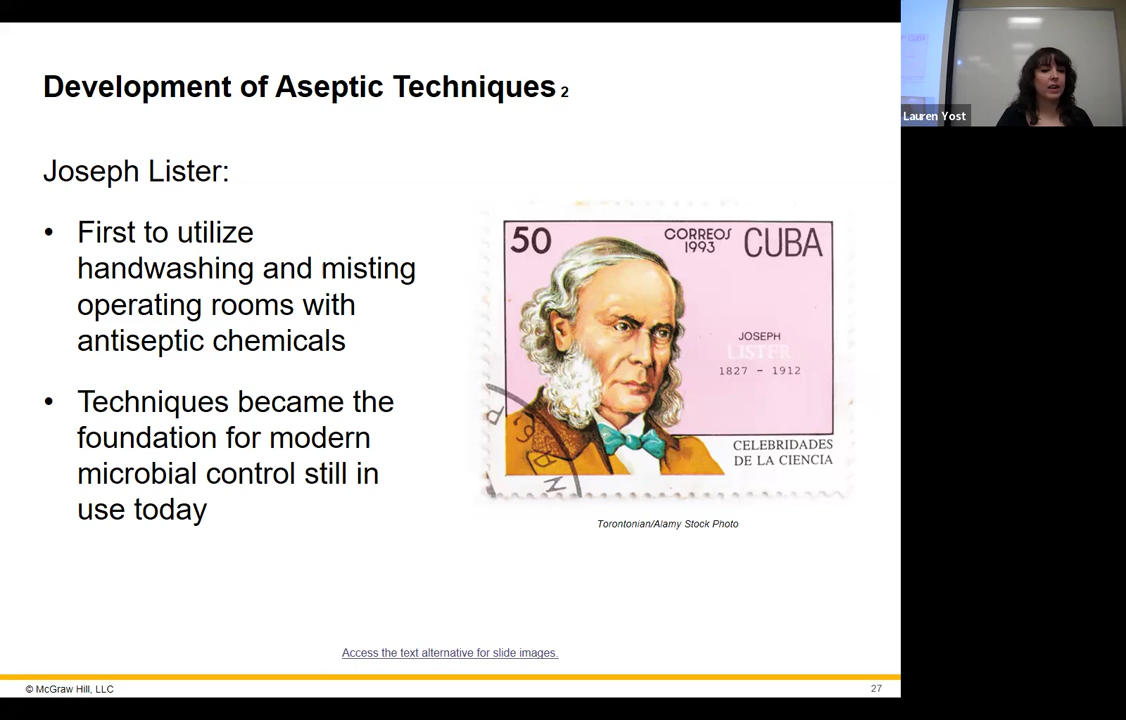 Development of Aseptic Techniques 2
Lauren Yost
Joseph Lister:
• First to utilize
handwashing and misting
operating rooms with
antiseptic chemicals
• Techniques became the
foundation for modern
microbial control still in
use today
50
CORREOS
1993
CUBA
JOSEPH
LISTER
1827 - 1912
CELEBRIDADES
DE LA CIENCIA
Torontonian/Alamy Stock Photo
Access the text alternative for slide images.
© McGraw Hill, LLC
27